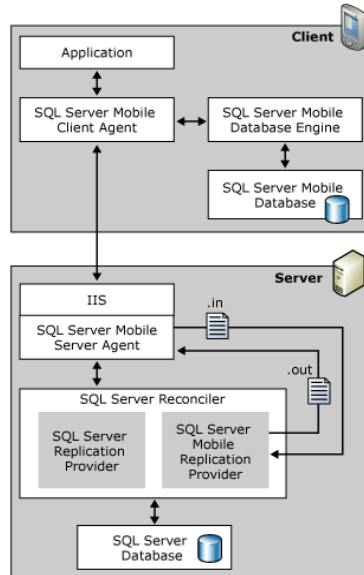 Client
Application
SQL Server Mobile
Client Agent
SQL Server Mobile
Database Engine
SQL Server Mobile
Database
Server
IIS
SQL Server Mobile
Server Agent
.in
.out
SQL Server Reconciler
SQL Server
Replication
Provider
SQL Server
Mobile
Replication
Provider
SQL Server
Database